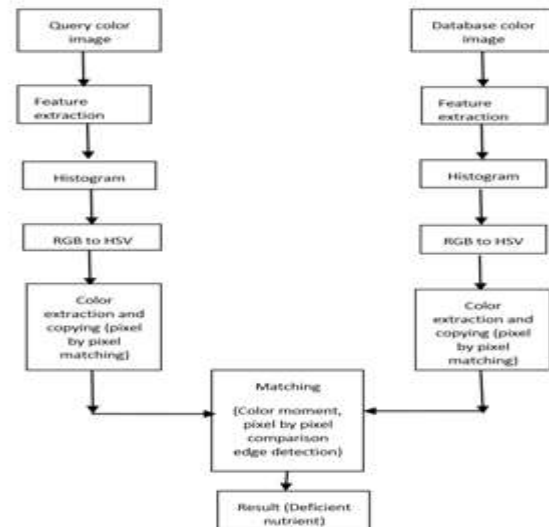 Query color
image
Feature
extraction
Histogram
RGB to HSV
Color
extraction and
copying (pixel
by pixel
matching)
Database color
image
Feature
extraction
Histogram
RGB to HSV
Color
extraction and
copying (pixel
by pixel
matching)
Matching
(Color moment,
pixel by pixel
comparison
edge detection)
Result (Deficient
nutrient)